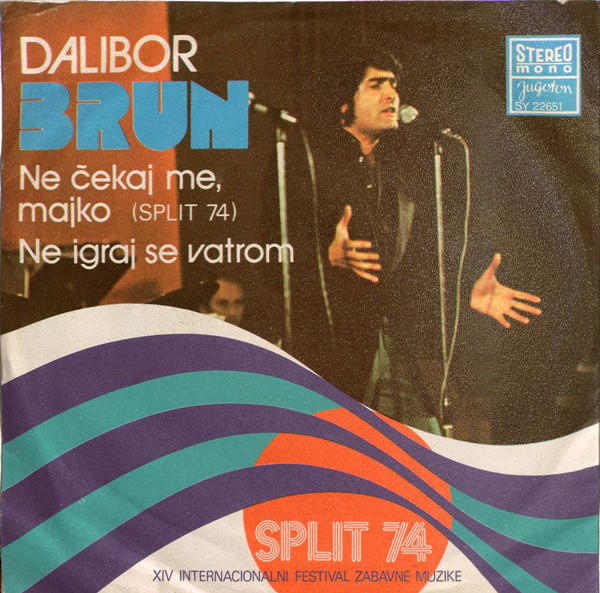 DALIBOR
BRUN
Ne čekaj me,
majko (SPLIT 74)
Ne igraj se vatrom
STEREO
mono
Jugoton
SY 22651
SPLIT 74
XIV INTERNACIONALNI FESTIVAL ZABAVNE MUZIKE